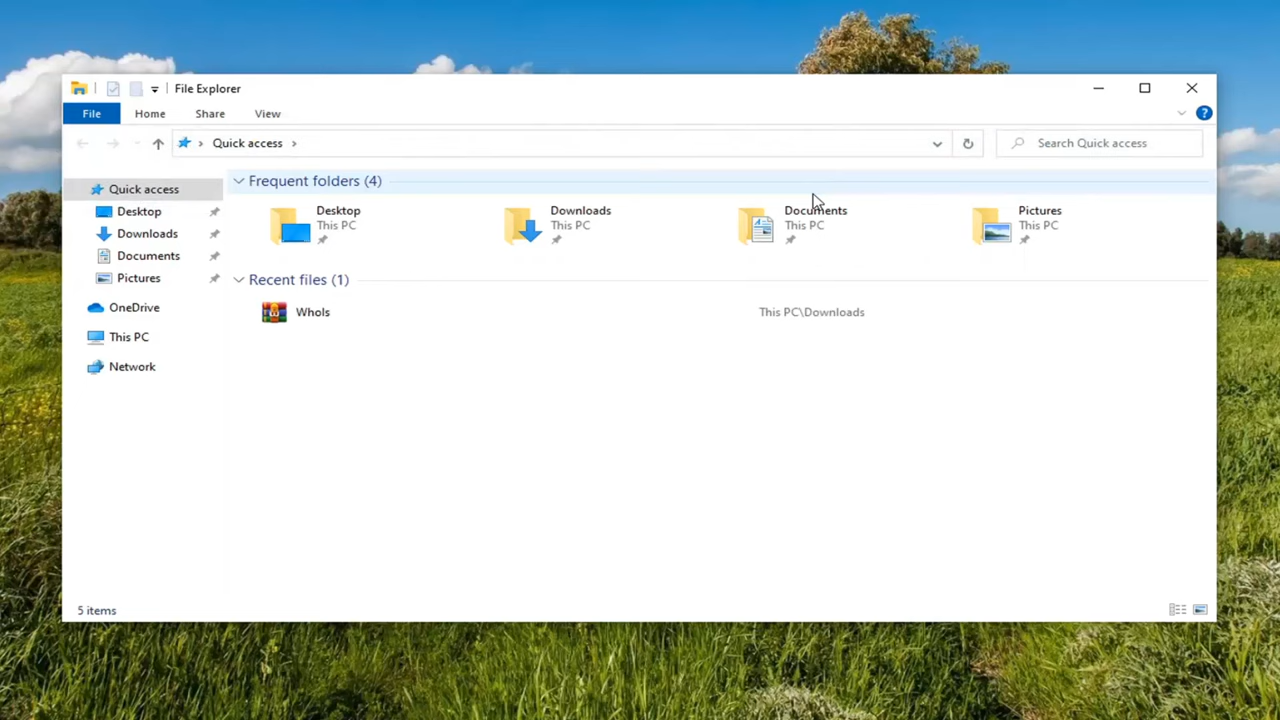 File Explorer
File Home Share View
Quick access
Search Quick access
Quick access
Desktop
Downloads
Documents
Pictures
OneDrive
This PC
Network
Frequent folders (4)
Desktop
This PC
Downloads
This PC
Documents
This PC
Pictures
This PC
Recent files (1)
WhoIs This PC\Downloads
5 items